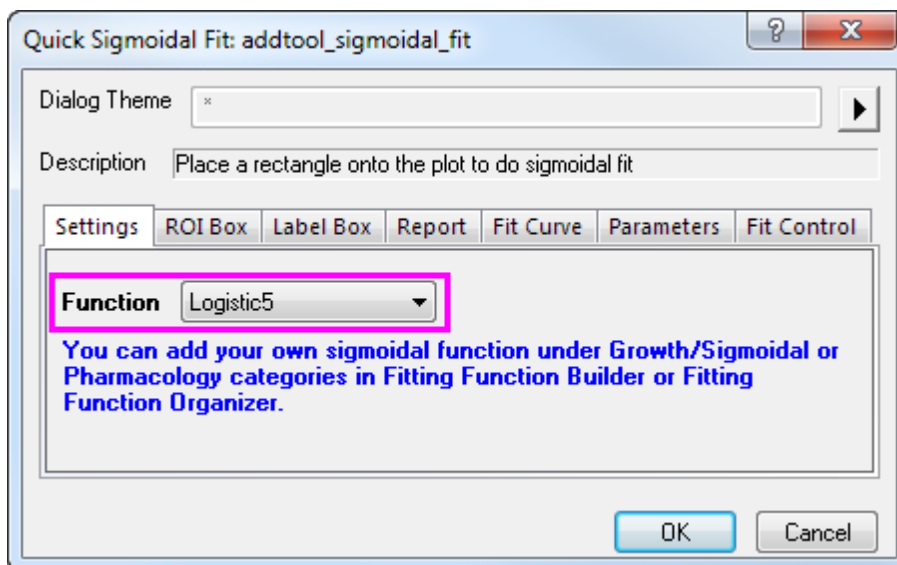 Quick Sigmoidal Fit: addtool_sigmoidal_fit
Dialog Theme *
Description Place a rectangle onto the plot to do sigmoidal fit
Settings ROI Box Label Box Report Fit Curve Parameters Fit Control
Function Logistic5
You can add your own sigmoidal function under Growth/Sigmoidal or
Pharmacology categories in Fitting Function Builder or Fitting
Function Organizer.
OK Cancel